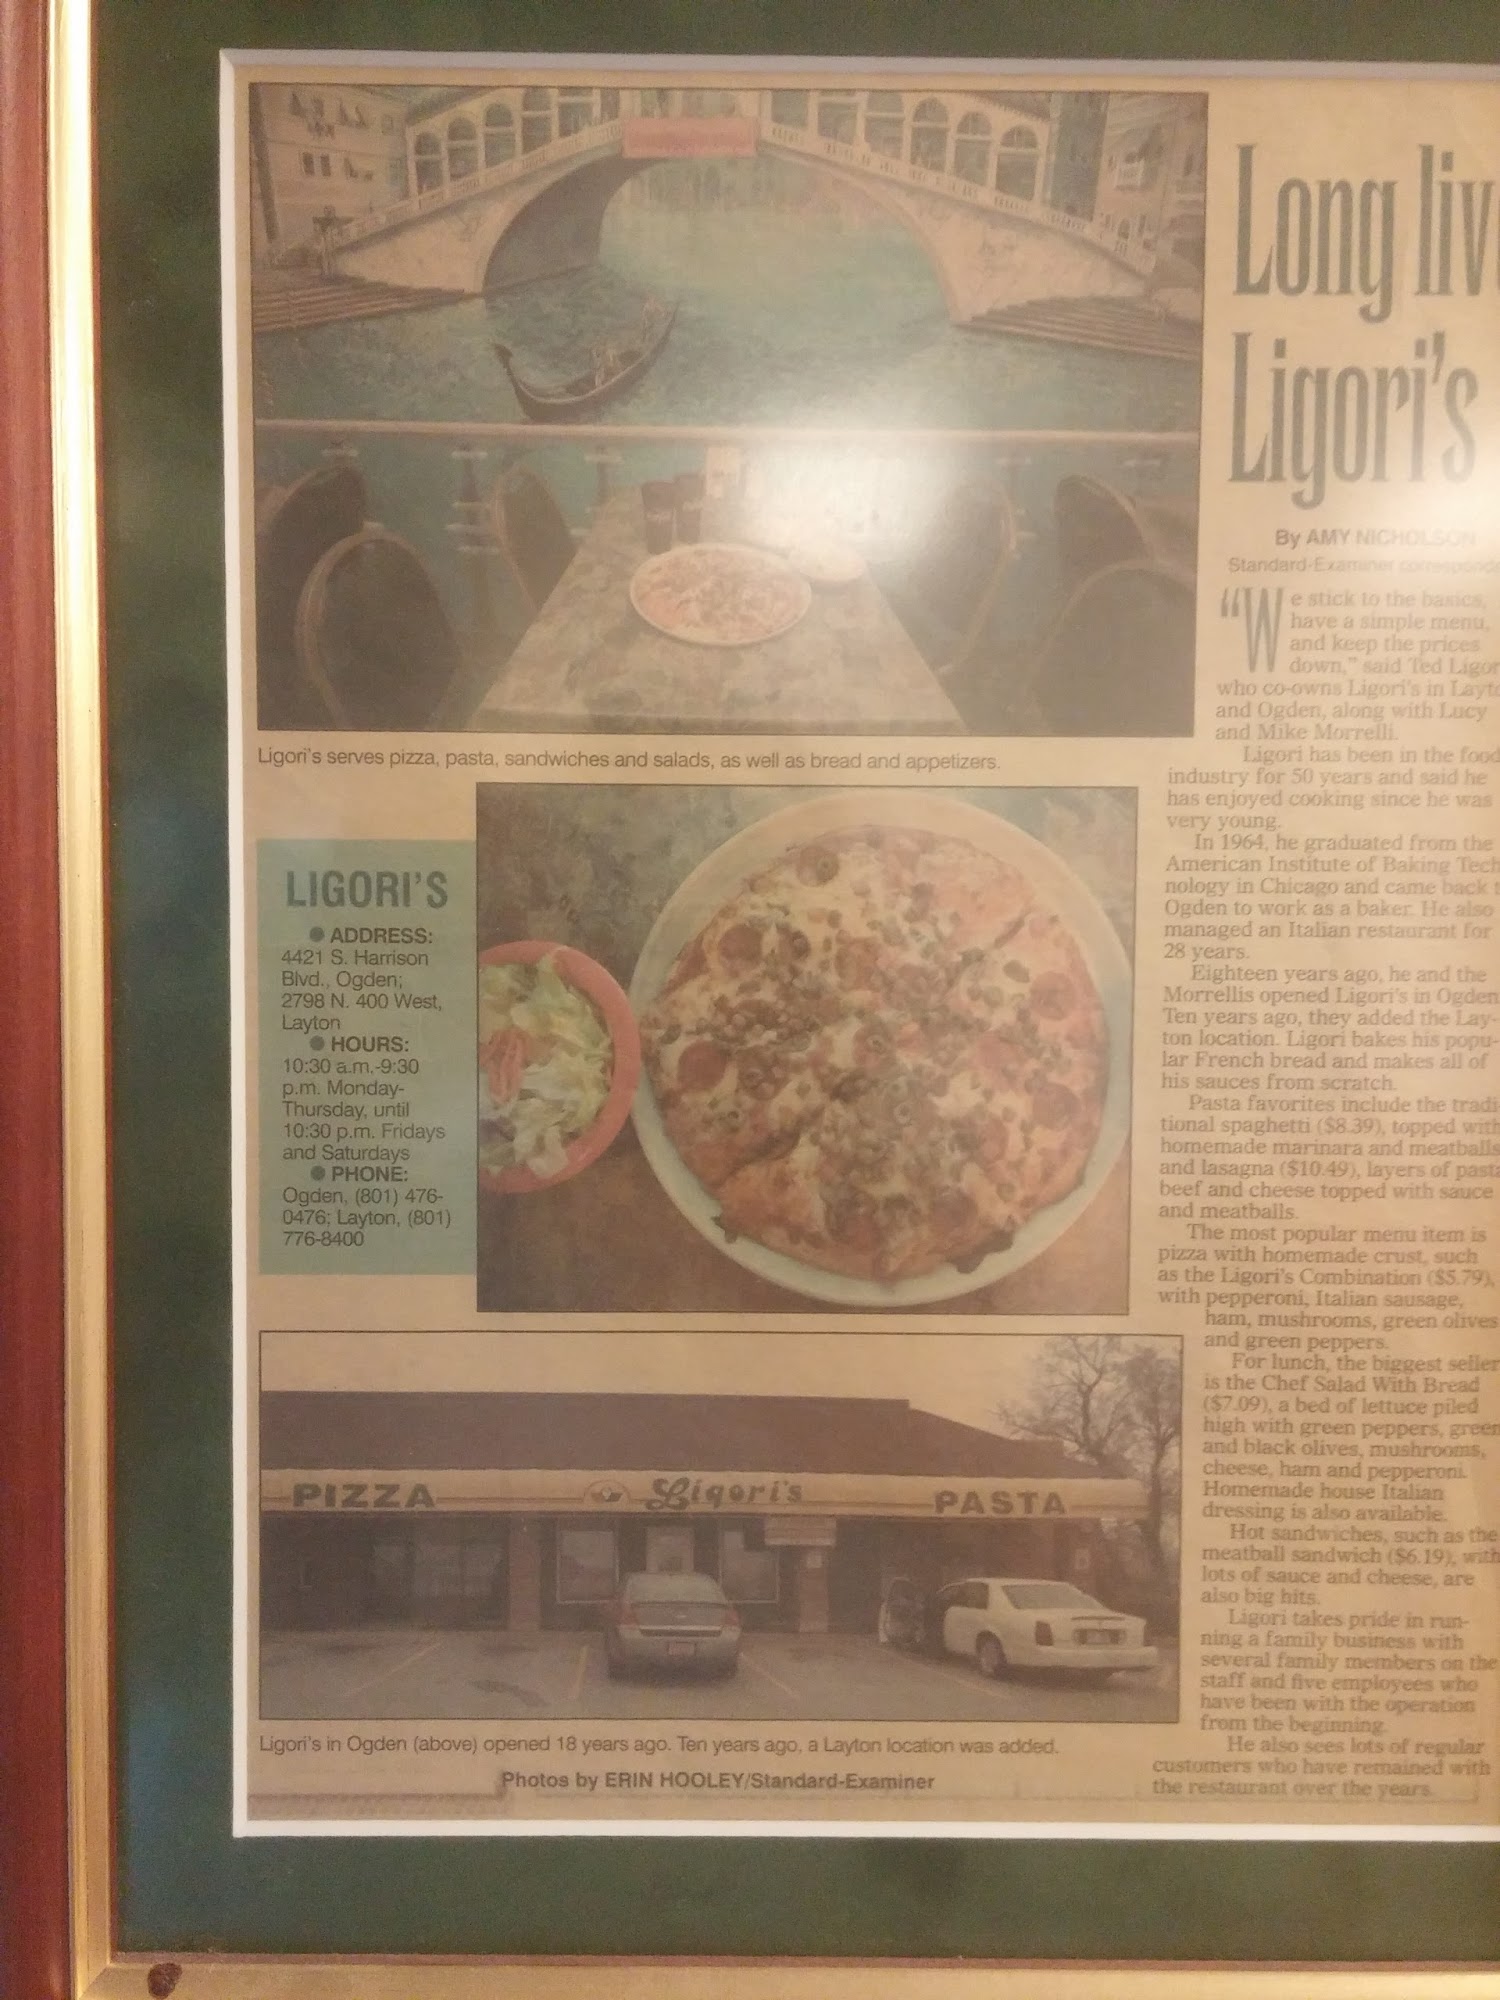 Long liv
Ligori's
By AMY NICHOLSON
Standard-Examiner
"We stick to the basics,
have a simple menu,
and keep the prices
down," said Ted Ligor
who co-owns Ligori's in Layto
and Ogden, along with Lucy
and Mike Morrelli.
Ligori has been in the food
industry for 50 years and said he
has enjoyed cooking since he was
very young.
In 1964, he graduated from the
American Institute of Baking Tech
nology in Chicago and came back t
Ogden to work as a baker. He also
managed an Italian restaurant for
28 years.
Eighteen years ago, he and the
Morrellis opened Ligori's in Ogden
Ten years ago, they added the Lay-
ton location. Ligori bakes his popu-
lar French bread and makes all of
his sauces from scratch.
Pasta favorites include the tradi
tional spaghetti ($8.39), topped with
homemade marinara and meatballs
and lasagna ($10.49), layers of pasta
beef and cheese topped with sauce
and meatballs.
The most popular menu item is
pizza with homemade crust, such
as the Ligori's Combination ($5.79),
with pepperoni, Italian sausage,
ham, mushrooms, green olives
and green peppers.
For lunch, the biggest seller
is the Chef Salad With Bread
($7.09), a bed of lettuce piled
high with green peppers, green
and black olives, mushrooms,
cheese, ham and pepperoni.
Homemade house Italian
dressing is also available.
Hot sandwiches, such as the
meatball sandwich ($6.19), with
lots of sauce and cheese, are
also big hits.
Ligori takes pride in run-
ning a family business with
several family members on the
staff and five employees who
have been with the operation
from the beginning.
He also sees lots of regular
customers who have remained with
the restaurant over the years.
Ligori's serves pizza, pasta, sandwiches and salads, as well as bread and appetizers.
LIGORI'S
● ADDRESS:
4421 S. Harrison
Blvd., Ogden;
2798 N. 400 West,
Layton
● HOURS:
10:30 a.m.-9:30
p.m. Monday-
Thursday, until
10:30 p.m. Fridays
and Saturdays
● PHONE:
Ogden, (801) 476-
0476; Layton, (801)
776-8400
PIZZA Ligori's PASTA
Ligori's in Ogden (above) opened 18 years ago. Ten years ago, a Layton location was added.
Photos by ERIN HOOLEY/Standard-Examiner